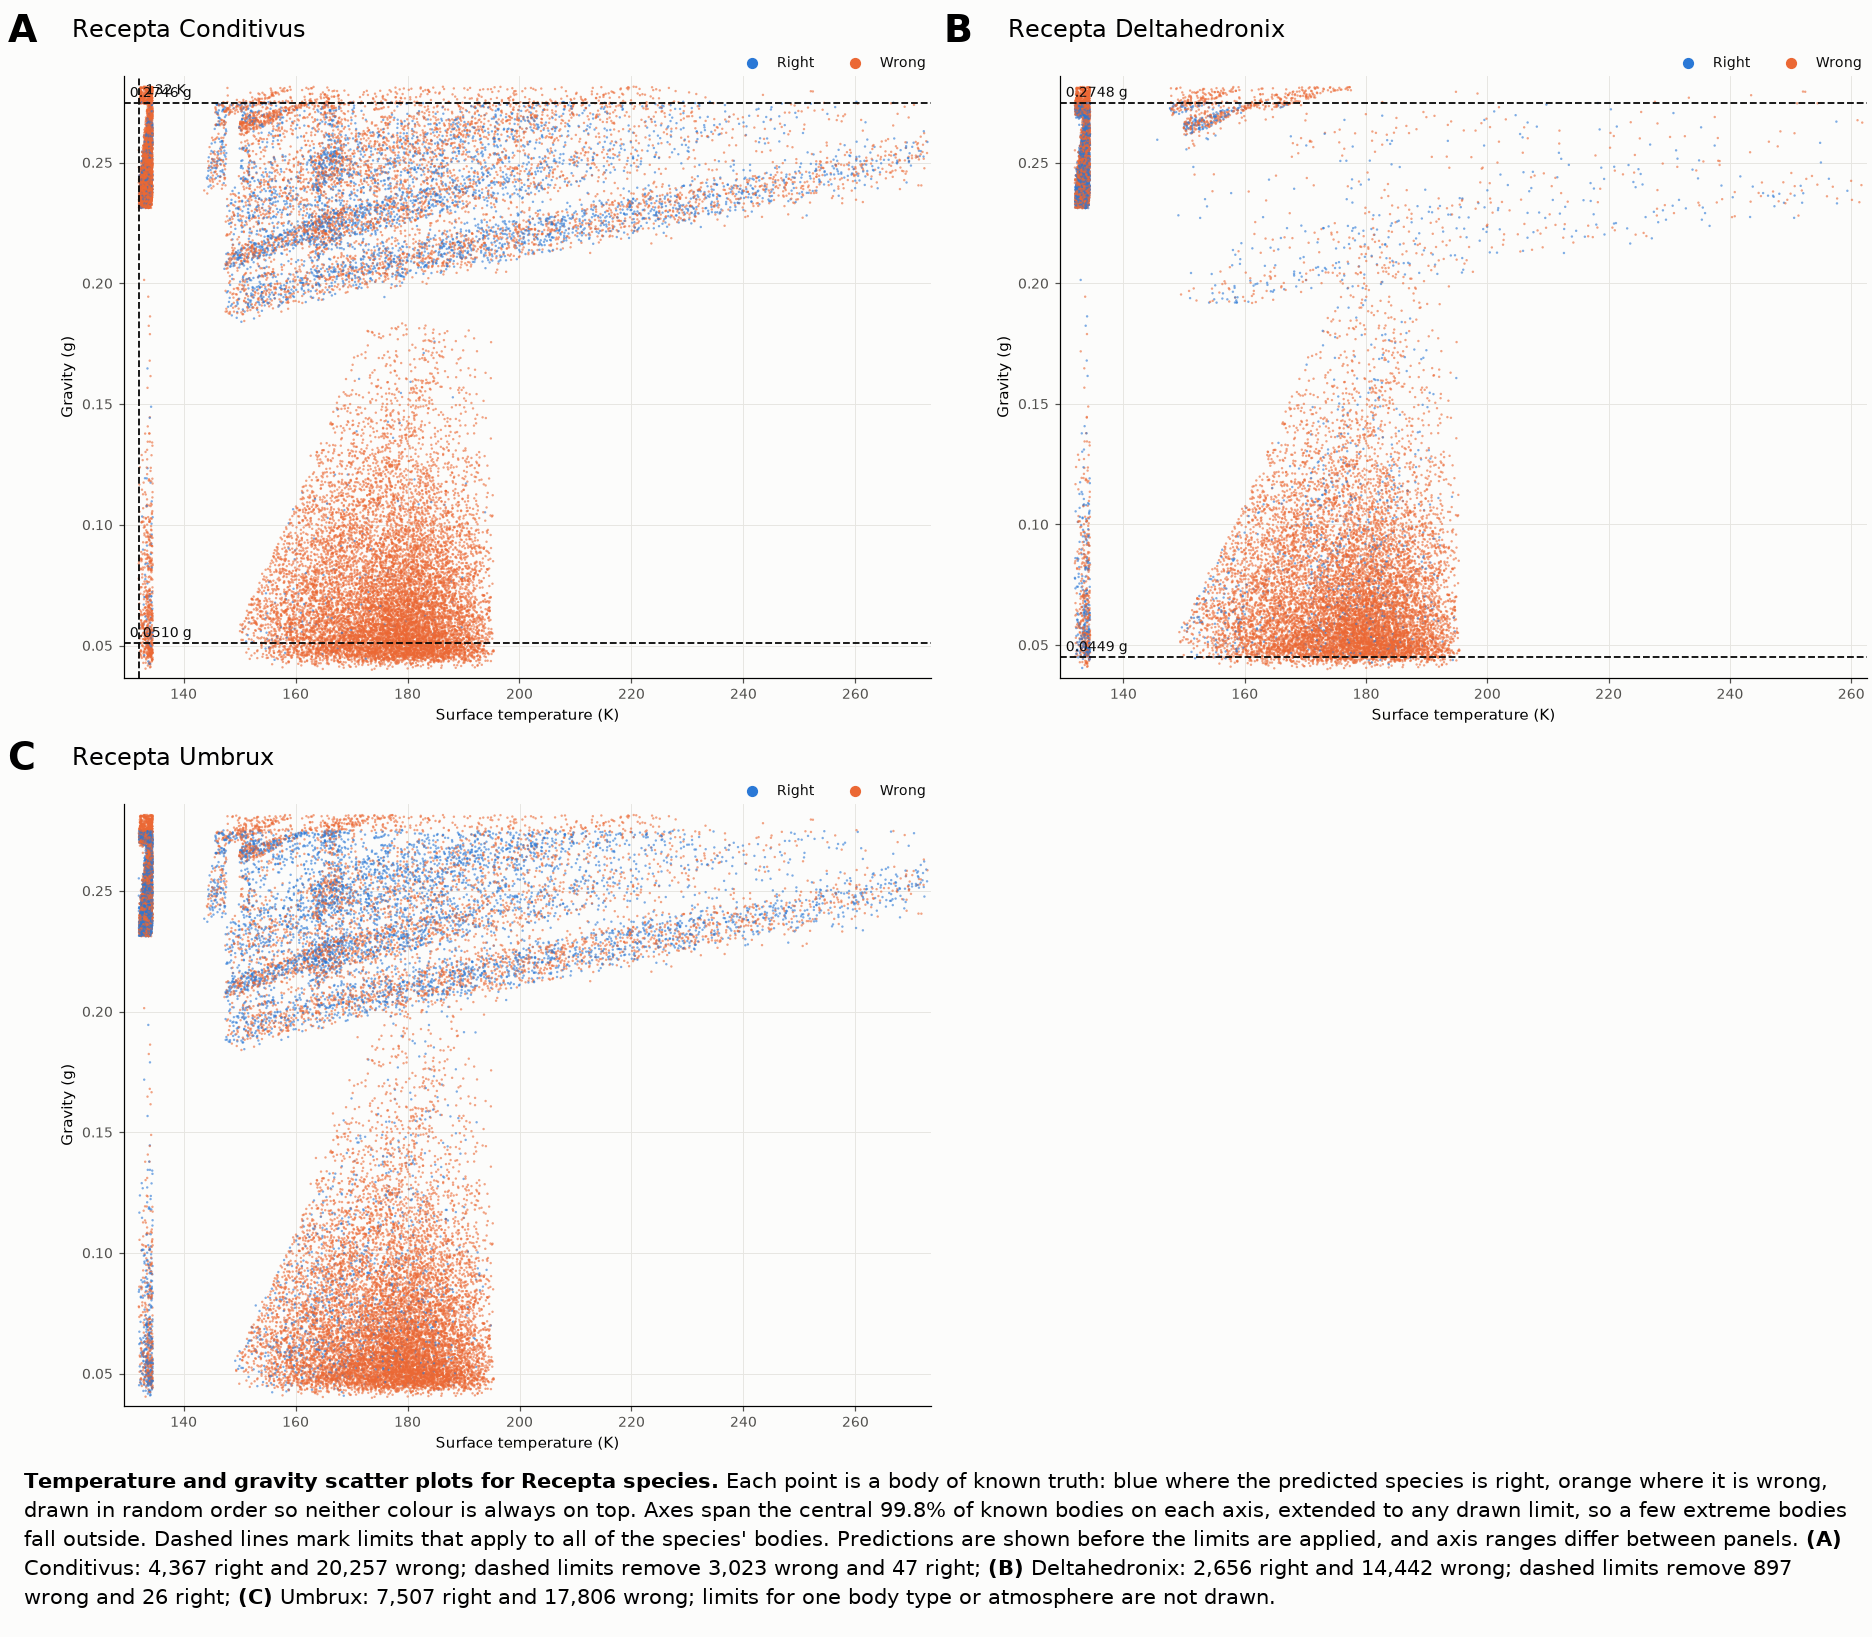 A Recepta Conditivus
Right Wrong
0.2746 g
132 K
0.0510 g
0.25
0.20
0.15
0.10
0.05
Gravity (g)
140 160 180 200 220 240 260
Surface temperature (K)
B Recepta Deltahedronix
Right Wrong
0.2748 g
0.0449 g
0.25
0.20
0.15
0.10
0.05
Gravity (g)
140 160 180 200 220 240 260
Surface temperature (K)
C Recepta Umbrux
Right Wrong
0.25
0.20
0.15
0.10
0.05
Gravity (g)
140 160 180 200 220 240 260
Surface temperature (K)
Temperature and gravity scatter plots for Recepta species. Each point is a body of known truth: blue where the predicted species is right, orange where it is wrong,
drawn in random order so neither colour is always on top. Axes span the central 99.8% of known bodies on each axis, extended to any drawn limit, so a few extreme bodies
fall outside. Dashed lines mark limits that apply to all of the species' bodies. Predictions are shown before the limits are applied, and axis ranges differ between panels. (A)
Conditivus: 4,367 right and 20,257 wrong; dashed limits remove 3,023 wrong and 47 right; (B) Deltahedronix: 2,656 right and 14,442 wrong; dashed limits remove 897
wrong and 26 right; (C) Umbrux: 7,507 right and 17,806 wrong; limits for one body type or atmosphere are not drawn.